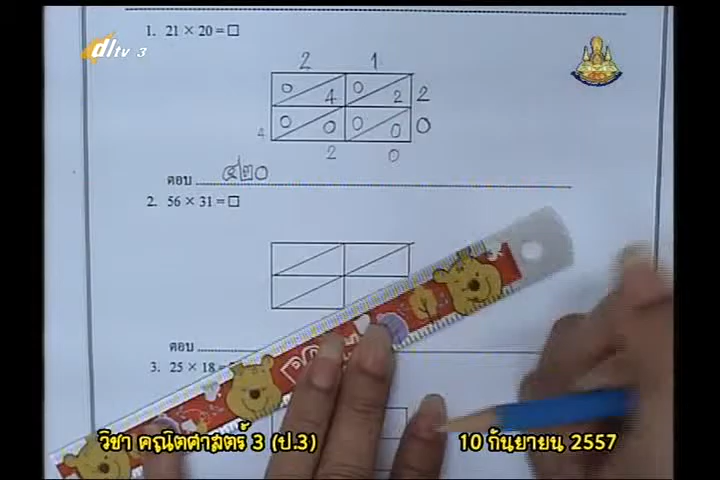 dltv 3
1. 21 × 20 = □
2 1
0 4 0 2 2
4 0 0 0 0 0
2 0
ตอบ ๔๒๐
2. 56 × 31 = □
ตอบ
3. 25 × 18 =
วิชา คณิตศาสตร์ 3 (ป.3) 10 กันยายน 2557